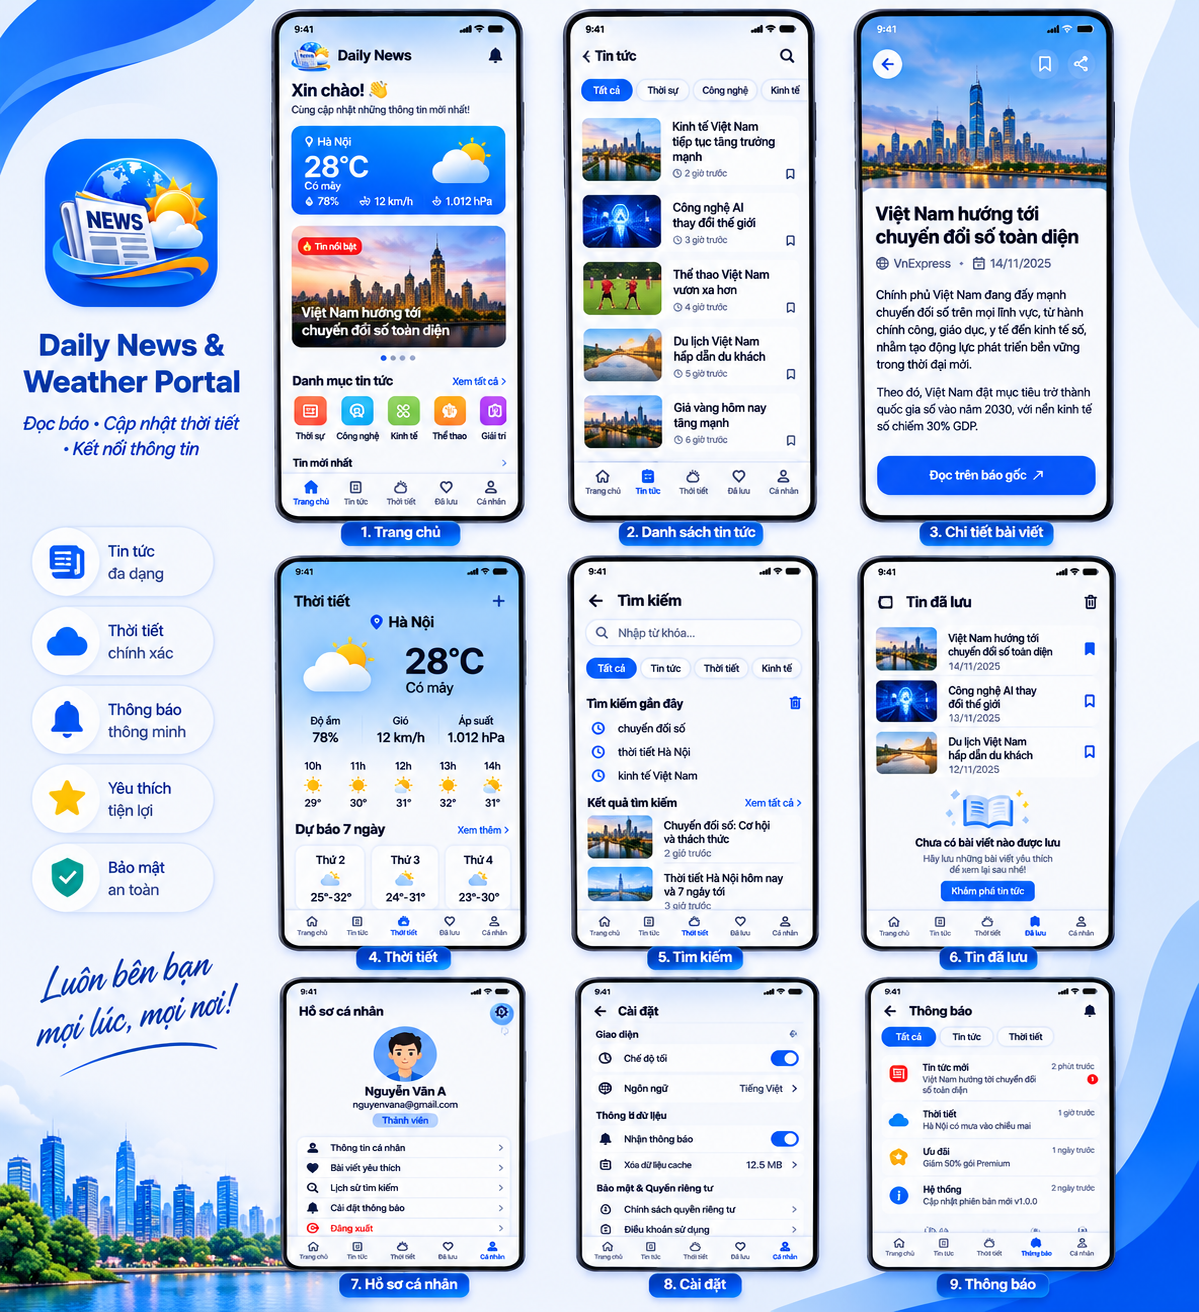 NEWS
Daily News &
Weather Portal
Đọc báo • Cập nhật thời tiết
• Kết nối thông tin
Tin tức
đa dạng
Thời tiết
chính xác
Thông báo
thông minh
Yêu thích
tiện lợi
Bảo mật
an toàn
Luôn bên bạn
mọi lúc, mọi nơi!
9:41
Daily News
Xin chào! 👋
Cùng cập nhật những thông tin mới nhất!
Hà Nội
28°C
Có mây
78% 12 km/h 1.012 hPa
Tin nổi bật
Việt Nam hướng tới
chuyển đổi số toàn diện
Danh mục tin tức Xem tất cả >
Thời sự Công nghệ Kinh tế Thể thao Giải trí
Tin mới nhất >
Trang chủ Tin tức Thời tiết Đã lưu Cá nhân
1. Trang chủ
9:41
Tin tức
Tất cả Thời sự Công nghệ Kinh tế
Kinh tế Việt Nam
tiếp tục tăng trưởng
mạnh
2 giờ trước
Công nghệ AI
thay đổi thế giới
3 giờ trước
Thể thao Việt Nam
vươn xa hơn
4 giờ trước
Du lịch Việt Nam
hấp dẫn du khách
5 giờ trước
Giá vàng hôm nay
tăng mạnh
6 giờ trước
Trang chủ Tin tức Thời tiết Đã lưu Cá nhân
2. Danh sách tin tức
9:41
Việt Nam hướng tới
chuyển đổi số toàn diện
VnExpress • 14/11/2025
Chính phủ Việt Nam đang đẩy mạnh
chuyển đổi số trên mọi lĩnh vực, từ hành
chính công, giáo dục, y tế đến kinh tế số,
nhằm tạo động lực phát triển bền vững
trong thời đại mới.
Theo đó, Việt Nam đặt mục tiêu trở thành
quốc gia số vào năm 2030, với nền kinh tế
số chiếm 30% GDP.
Đọc trên báo gốc ↗
3. Chi tiết bài viết
9:41
Thời tiết +
Hà Nội
28°C
Có mây
Độ ẩm Gió Áp suất
78% 12 km/h 1.012 hPa
10h 11h 12h 13h 14h
29° 30° 31° 32° 31°
Dự báo 7 ngày Xem thêm >
Thứ 2 Thứ 3 Thứ 4
25°-32° 24°-31° 23°-30°
Trang chủ Tin tức Thời tiết Đã lưu Cá nhân
4. Thời tiết
9:41
Tìm kiếm
Nhập từ khóa...
Tất cả Tin tức Thời tiết Kinh tế
Tìm kiếm gần đây
chuyển đổi số
thời tiết Hà Nội
kinh tế Việt Nam
Kết quả tìm kiếm Xem tất cả >
Chuyển đổi số: Cơ hội
và thách thức
2 giờ trước
Thời tiết Hà Nội hôm nay
và 7 ngày tới
3 giờ trước
Trang chủ Tin tức Thời tiết Đã lưu Cá nhân
5. Tìm kiếm
9:41
Tin đã lưu
Việt Nam hướng tới
chuyển đổi số toàn diện
14/11/2025
Công nghệ AI thay
đổi thế giới
13/11/2025
Du lịch Việt Nam
hấp dẫn du khách
12/11/2025
Chưa có bài viết nào được lưu
Hãy lưu những bài viết yêu thích
để xem lại sau nhé!
Khám phá tin tức
Trang chủ Tin tức Thời tiết Đã lưu Cá nhân
6. Tin đã lưu
9:41
Hồ sơ cá nhân
Nguyễn Văn A
nguyenvana@gmail.com
Thành viên
Thông tin cá nhân >
Bài viết yêu thích >
Lịch sử tìm kiếm >
Cài đặt thông báo >
Đăng xuất >
Trang chủ Tin tức Thời tiết Đã lưu Cá nhân
7. Hồ sơ cá nhân
9:41
Cài đặt
Giao diện
Chế độ tối
Ngôn ngữ Tiếng Việt >
dữ liệu
Nhận thông báo
Xóa dữ liệu cache 12.5 MB >
Bảo mật & Quyền riêng tư
Chính sách quyền riêng tư >
Điều khoản sử dụng >
Trang chủ Tin tức Thời tiết Đã lưu Cá nhân
8. Cài đặt
9:41
Thông báo
Tất cả Tin tức Thời tiết
Tin tức mới 2 phút trước
Việt Nam hướng tới chuyển đổi
số toàn diện
1
Thời tiết 1 giờ trước
Hà Nội có mưa vào chiều mai
Ưu đãi 1 ngày trước
Giảm 50% gói Premium
Hệ thống 2 ngày trước
Cập nhật phiên bản mới v1.0.0
Trang chủ Tin tức Thời tiết Thông báo Cá nhân
9. Thông báo